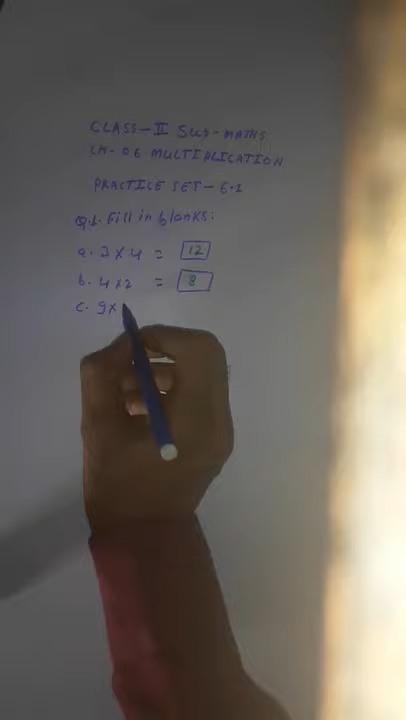 CLASS-II SUB-MATHS
CH-06 MULTIPLICATION
PRACTICE SET-6.1
Q.1. Fill in blanks:
a. 3 x 4 = 12
b. 4 x 2 = 8
c. 9 x